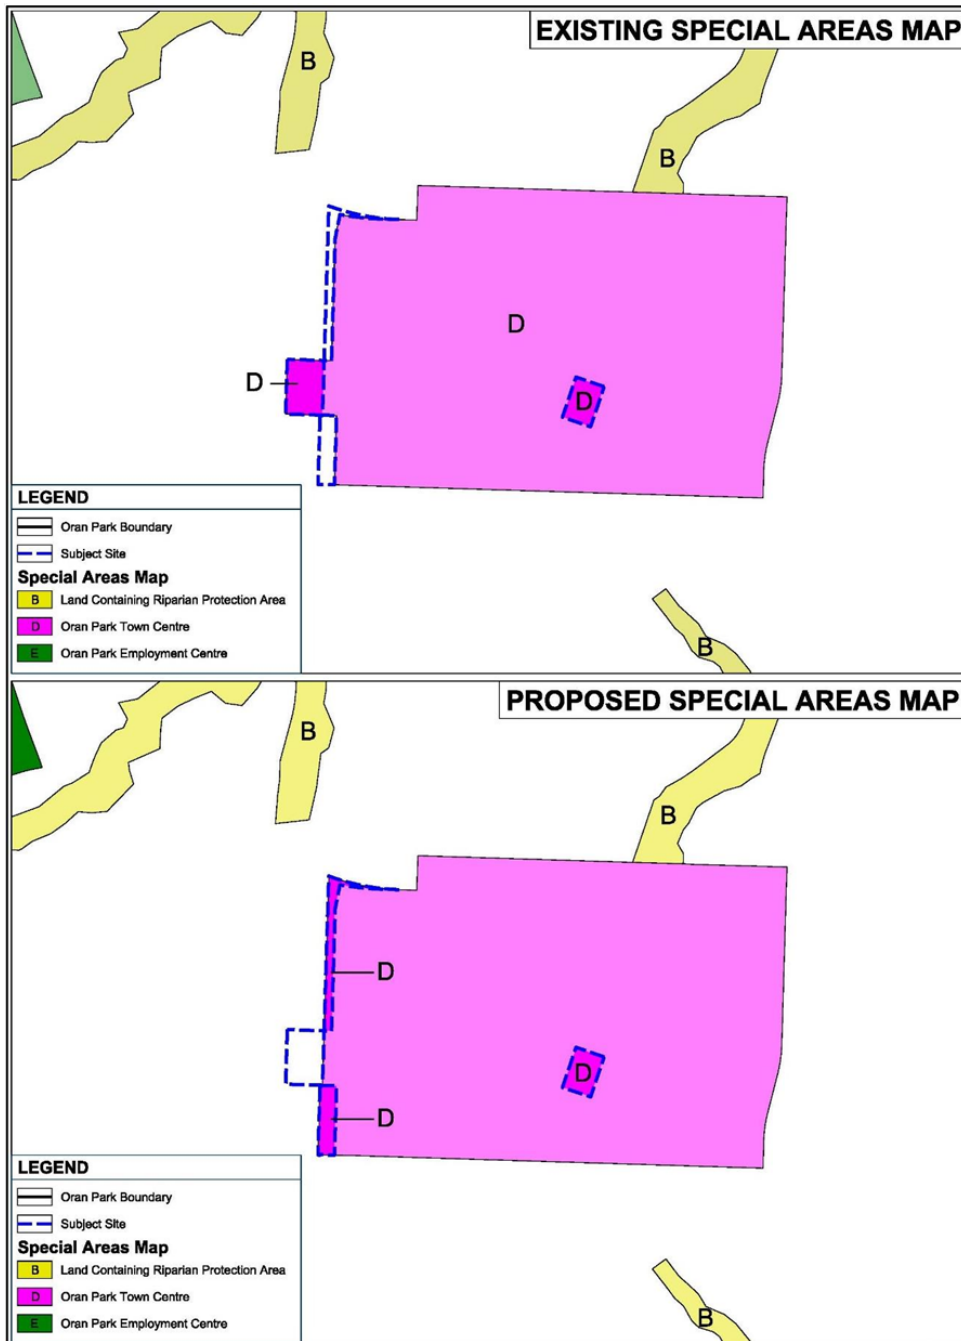 EXISTING SPECIAL AREAS MAP
B
B
D
D
D
LEGEND
Oran Park Boundary
Subject Site
Special Areas Map
B Land Containing Riparian Protection Area
D Oran Park Town Centre
E Oran Park Employment Centre
B
PROPOSED SPECIAL AREAS MAP
B
B
D
D
D
LEGEND
Oran Park Boundary
Subject Site
Special Areas Map
B Land Containing Riparian Protection Area
D Oran Park Town Centre
E Oran Park Employment Centre
B